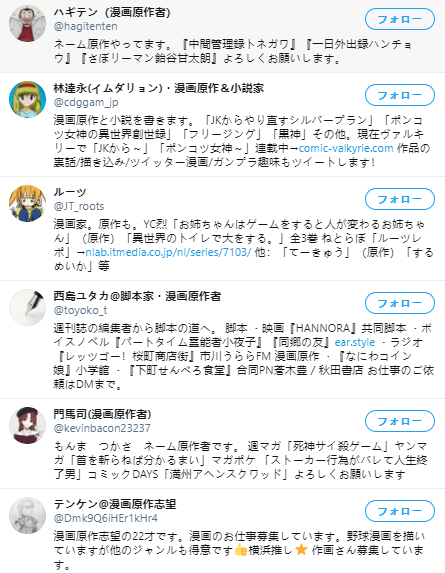 ハギテン（漫画原作者）
フォロー
@hagitenten
ネーム原作やってます。『中間管理録トネガワ』『一日外出録ハンチョ
ウ』『さぼリーマン飴谷甘太朗』よろしくお願いします。
林達永(イムダリョン)・漫画原作＆小説家
フォロー
@cdggam_jp
漫画原作と小説を書きます。「JKからやり直すシルバープラン」「ポンコ
ツ女神の異世界創世録」「フリージング」「黒神」その他。現在ヴァルキ
リーで「JKから～」「ポンコツ女神～」連載中→comic-valkyrie.com 作品の
裏話/描き込み/ツイッター漫画/ガンプラ趣味もツイートします!
ルーツ
フォロー
@JT_roots
漫画家。原作も。YC烈「お姉ちゃんはゲームをすると人が変わるお姉ちゃ
ん」（原作）「異世界のトイレで大をする。」全3巻 ねとらぼ「ルーツレ
ポ」→nlab.itmedia.co.jp/nl/series/7103/ 他:「てーきゅう」（原作）「する
めいか」等
西島ユタカ@脚本家・漫画原作者
フォロー
@toyoko_t
週刊誌の編集者から脚本の道へ。 脚本 ・映画『HANNORA』共同脚本 ・ボ
イスノベル『パートタイム霊能者小夜子』『同郷の友』ear.style ・ラジオ
『レッツゴー！桜町商店街』市川うららFM 漫画原作 ・『なにわコイン
娘』小学館 ・『下町せんべろ食堂』合同PN蒼木豊 / 秋田書店 お仕事のご依
頼はDMまで。
門馬司(漫画原作者)
フォロー
@kevinbacon23237
もんま　つかさ　ネーム原作者です。 週マガ「死神サイ殺ゲーム」ヤンマ
ガ「首を斬らねば分かるまい」マガポケ 「ストーカー行為がバレて人生終
了男」コミックDAYS「満州アヘンスクワッド」よろしくお願いします
テンケン@漫画原作志望
フォロー
@Dmk9Q6iHEr1kHr4
漫画原作志望の22才です。漫画のお仕事募集しています。野球漫画を描い
ていますが他のジャンルも得意です👍横浜推し⭐ 作画さん募集していま
す。